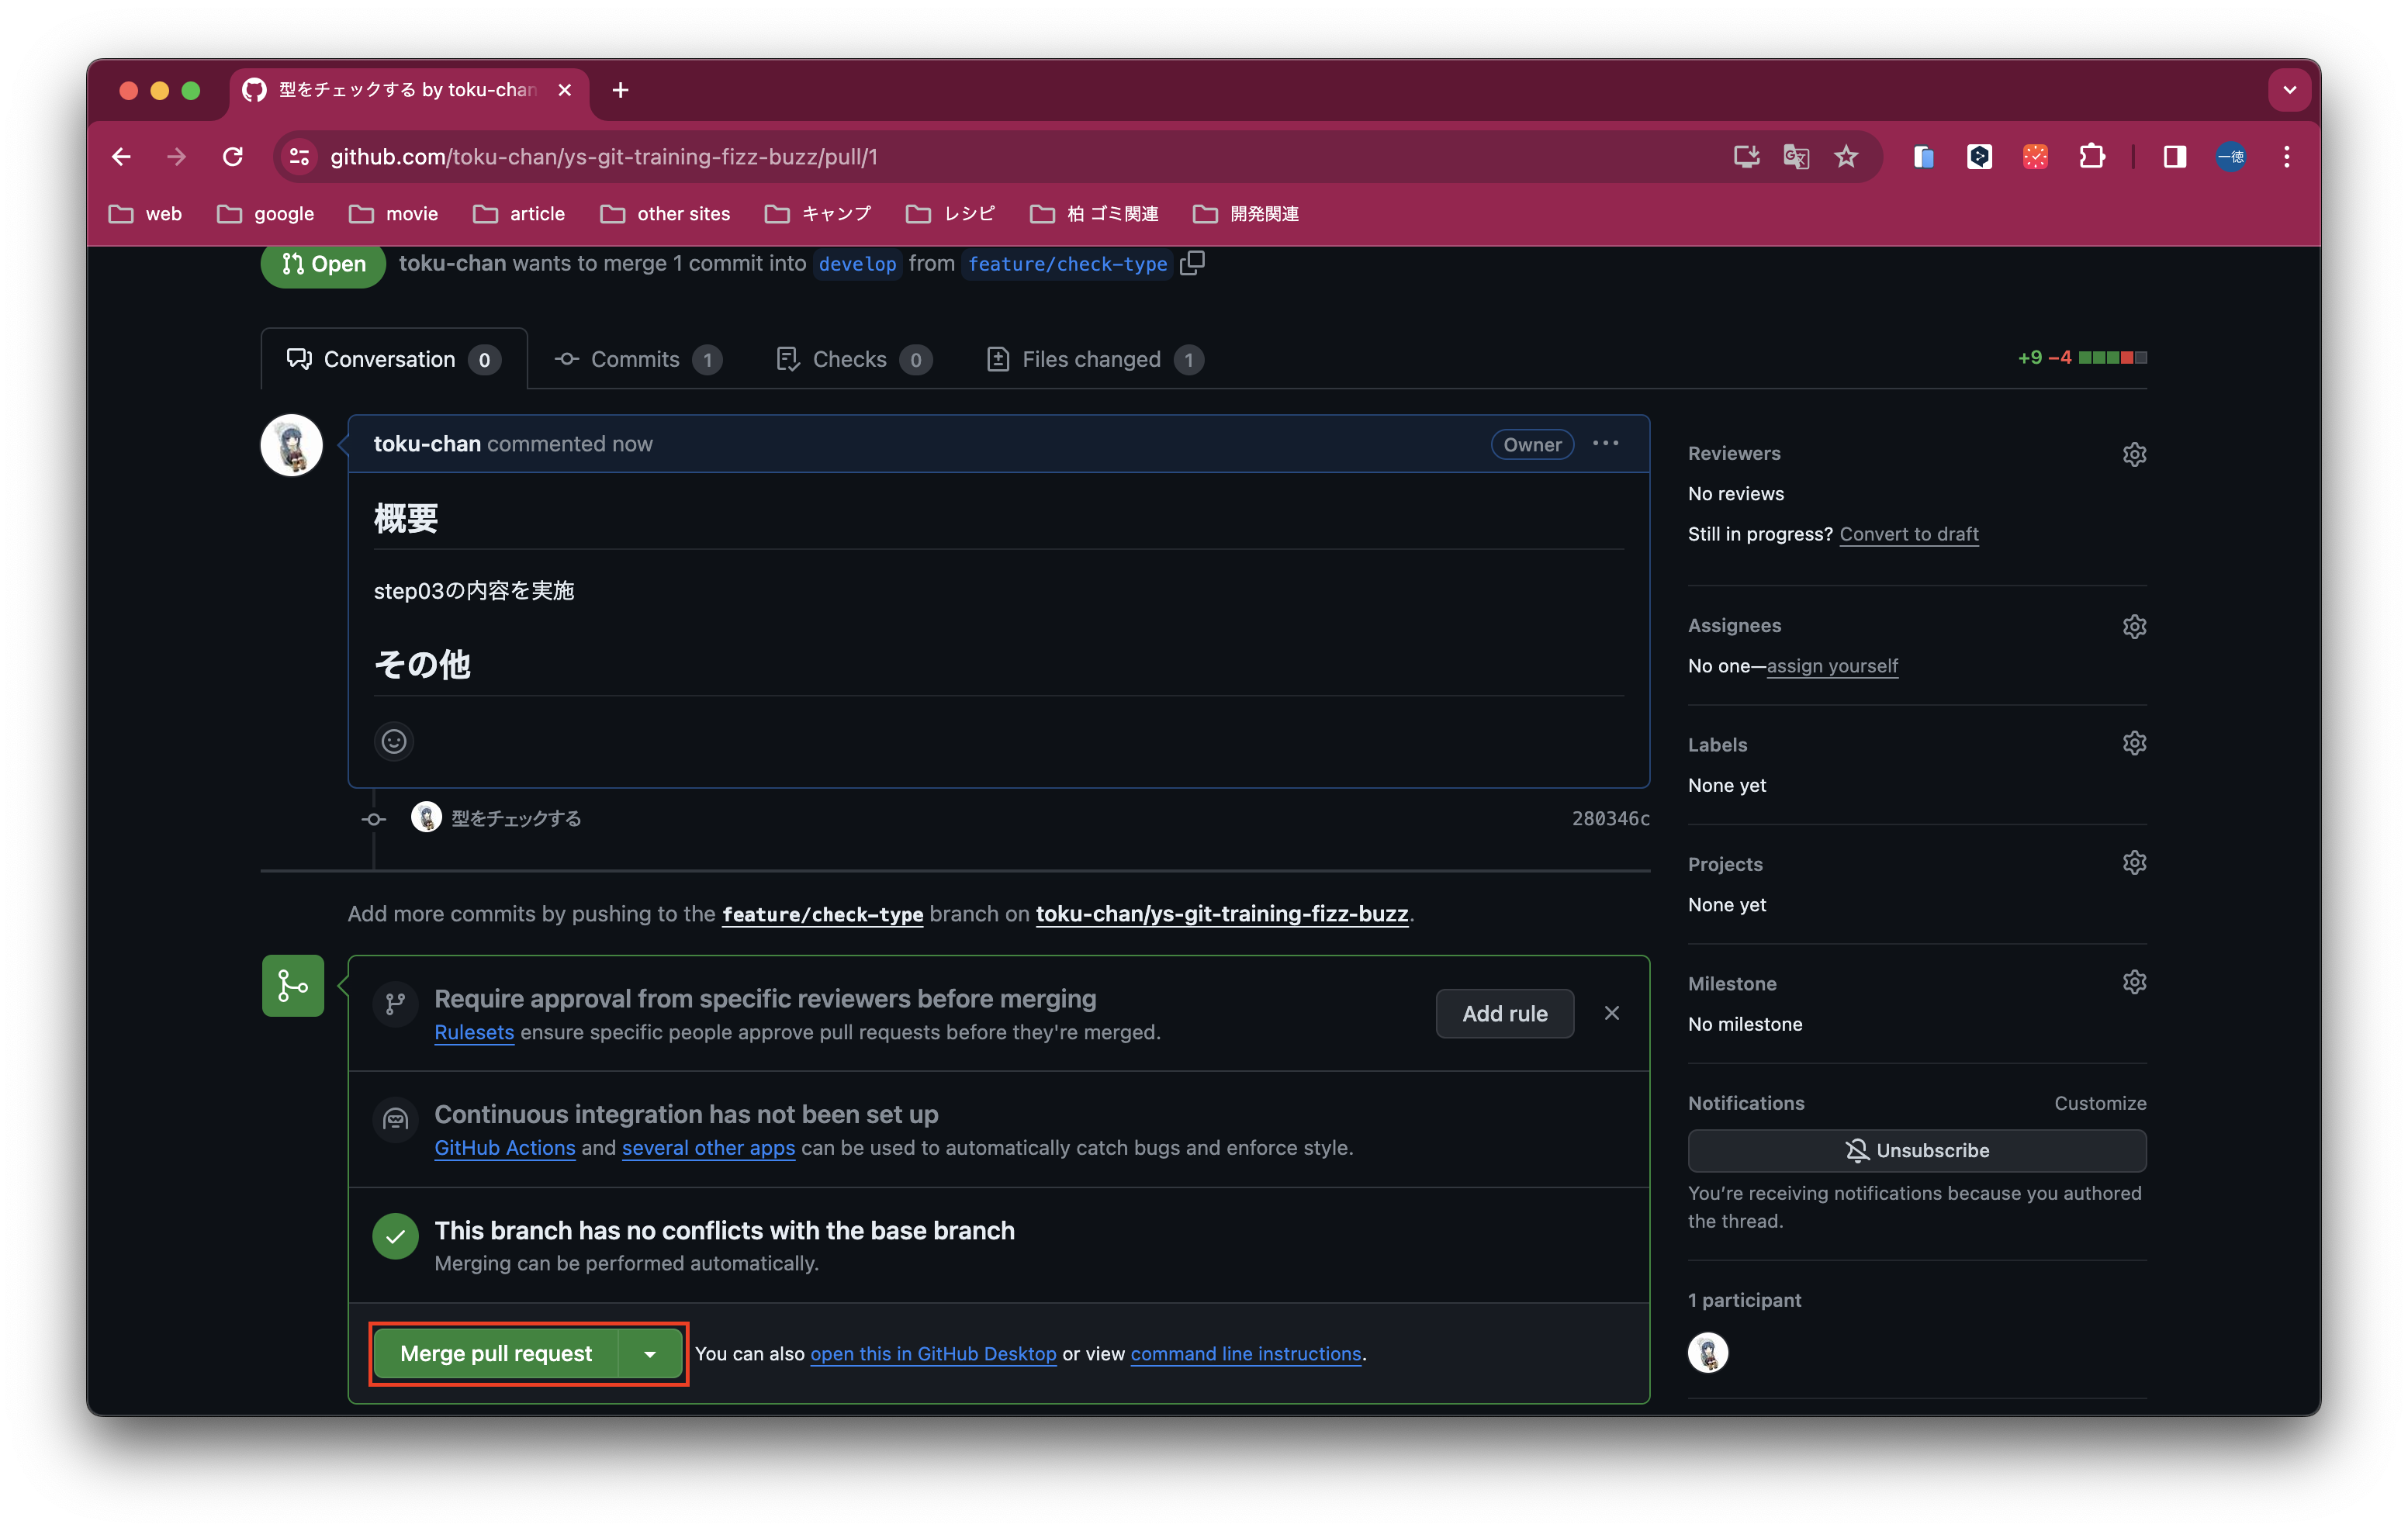 型をチェックする by toku-chan
github.com/toku-chan/ys-git-training-fizz-buzz/pull/1
一徳
web
google
movie
article
other sites
キャンプ
レシピ
柏 ゴミ関連
開発関連
Open
toku-chan wants to merge 1 commit into develop from feature/check-type
Conversation 0
Commits 1
Checks 0
Files changed 1
+9 −4
toku-chan commented now
Owner
概要
step03の内容を実施
その他
型をチェックする
280346c
Add more commits by pushing to the feature/check-type branch on toku-chan/ys-git-training-fizz-buzz.
Require approval from specific reviewers before merging
Rulesets ensure specific people approve pull requests before they're merged.
Add rule
Continuous integration has not been set up
GitHub Actions and several other apps can be used to automatically catch bugs and enforce style.
This branch has no conflicts with the base branch
Merging can be performed automatically.
Merge pull request
You can also open this in GitHub Desktop or view command line instructions.
Reviewers
No reviews
Still in progress? Convert to draft
Assignees
No one—assign yourself
Labels
None yet
Projects
None yet
Milestone
No milestone
Notifications
Customize
Unsubscribe
You're receiving notifications because you authored
the thread.
1 participant